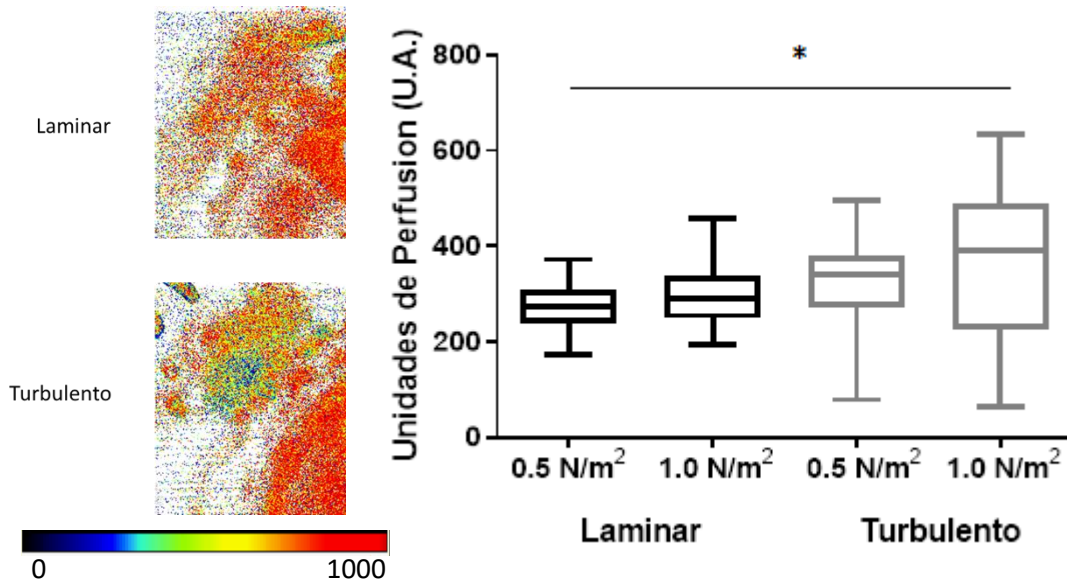 Laminar
Turbulento
0
1000
Unidades de Perfusion (U.A.)
800
600
400
200
0
*
0.5 N/m²
1.0 N/m²
0.5 N/m²
1.0 N/m²
Laminar
Turbulento